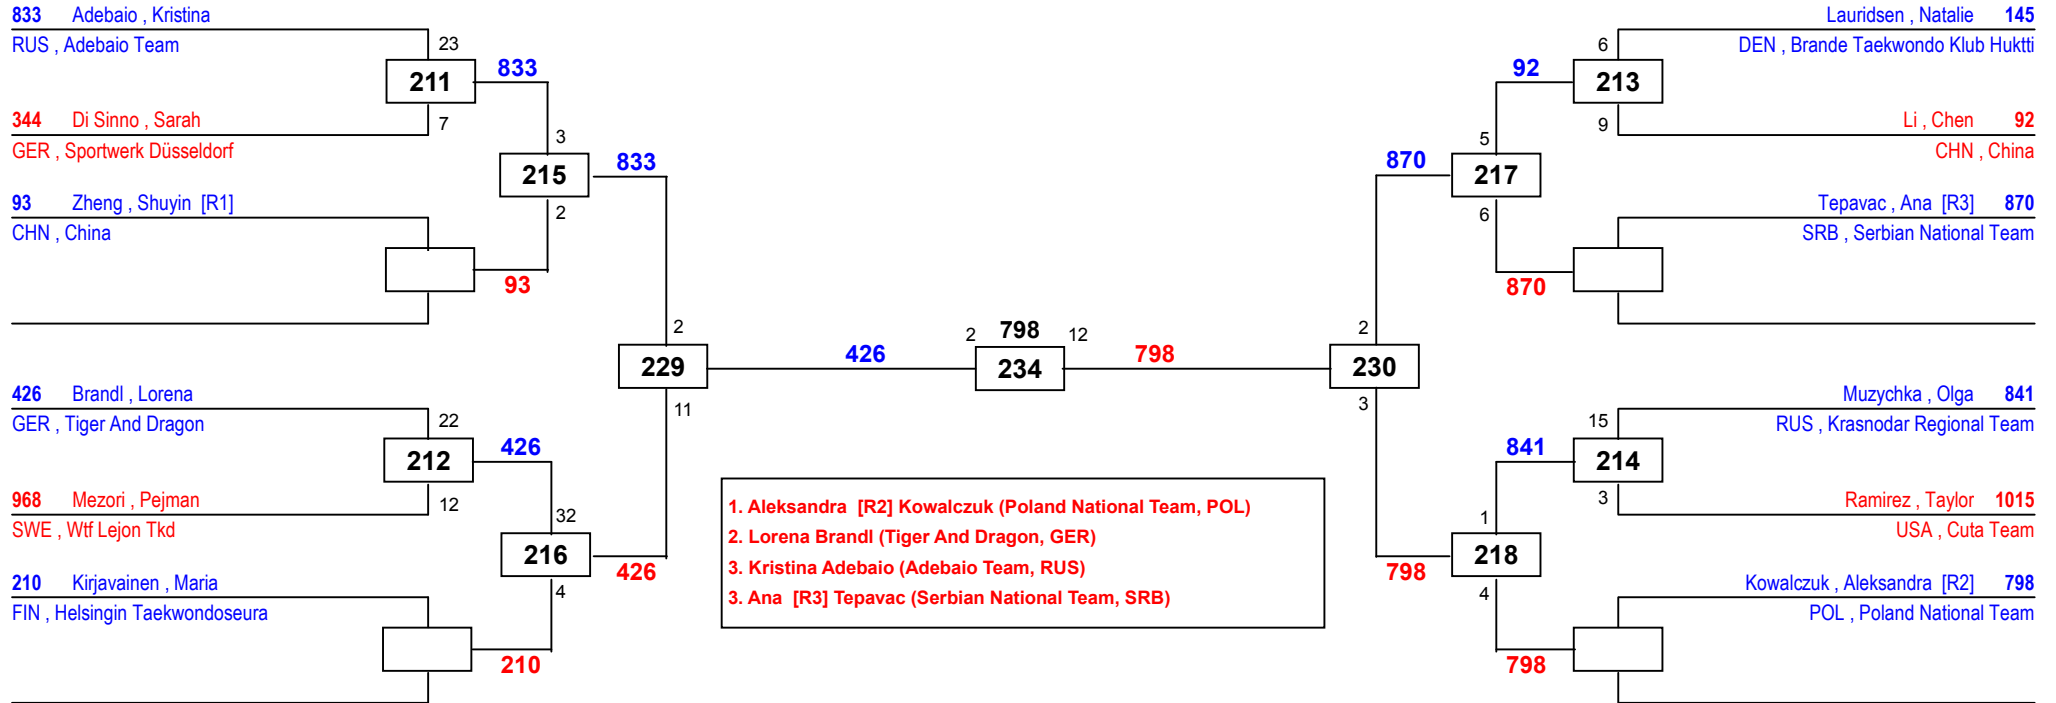 833 Adebaio , Kristina
RUS , Adebaio Team
23
211
833
7
344 Di Sinno , Sarah
GER , Sportwerk Düsseldorf
3
215
833
2
93 Zheng , Shuyin [R1]
CHN , China
93
2
229
11
426 Brandl , Lorena
GER , Tiger And Dragon
22
212
426
12
968 Mezori , Pejman
SWE , Wtf Lejon Tkd
32
216
426
4
210 Kirjavainen , Maria
FIN , Helsingin Taekwondoseura
210
426
2 798 12
234
798
1. Aleksandra [R2] Kowalczuk (Poland National Team, POL)
2. Lorena Brandl (Tiger And Dragon, GER)
3. Kristina Adebaio (Adebaio Team, RUS)
3. Ana [R3] Tepavac (Serbian National Team, SRB)
Lauridsen , Natalie 145
DEN , Brande Taekwondo Klub Huktti
6
92
213
9
Li , Chen 92
CHN , China
5
870
217
6
Tepavac , Ana [R3] 870
SRB , Serbian National Team
870
2
230
3
Muzychka , Olga 841
RUS , Krasnodar Regional Team
15
841
214
3
Ramirez , Taylor 1015
USA , Cuta Team
1
218
798
4
Kowalczuk , Aleksandra [R2] 798
POL , Poland National Team
798